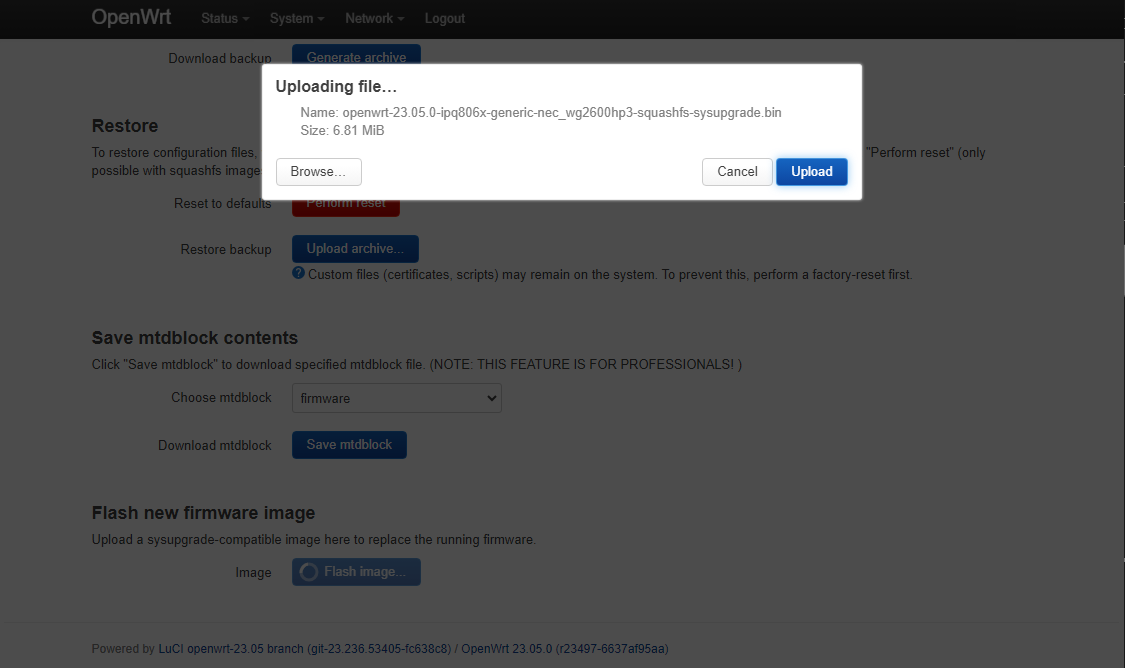 OpenWrt Status System Network Logout
Download backup Generate archive
Uploading file…
Name: openwrt-23.05.0-ipq806x-generic-nec_wg2600hp3-squashfs-sysupgrade.bin
Size: 6.81 MiB
Browse… Cancel Upload
Restore
To restore configuration files, "Perform reset" (only
possible with squashfs images
Reset to defaults Perform reset
Restore backup Upload archive...
? Custom files (certificates, scripts) may remain on the system. To prevent this, perform a factory-reset first.
Save mtdblock contents
Click "Save mtdblock" to download specified mtdblock file. (NOTE: THIS FEATURE IS FOR PROFESSIONALS! )
Choose mtdblock firmware
Download mtdblock Save mtdblock
Flash new firmware image
Upload a sysupgrade-compatible image here to replace the running firmware.
Image Flash image...
Powered by LuCI openwrt-23.05 branch (git-23.236.53405-fc638c8) / OpenWrt 23.05.0 (r23497-6637af95aa)